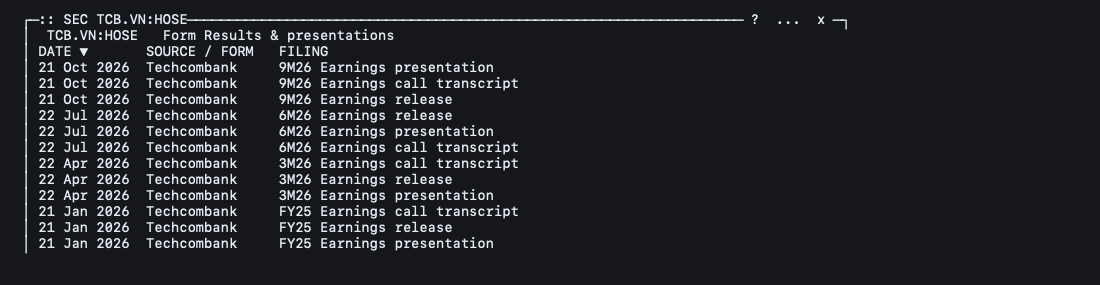 :: SEC TCB.VN:HOSE ? ... x
TCB.VN:HOSE Form Results & presentations
DATE ▼ SOURCE / FORM FILING
21 Oct 2026 Techcombank 9M26 Earnings presentation
21 Oct 2026 Techcombank 9M26 Earnings call transcript
21 Oct 2026 Techcombank 9M26 Earnings release
22 Jul 2026 Techcombank 6M26 Earnings release
22 Jul 2026 Techcombank 6M26 Earnings presentation
22 Jul 2026 Techcombank 6M26 Earnings call transcript
22 Apr 2026 Techcombank 3M26 Earnings call transcript
22 Apr 2026 Techcombank 3M26 Earnings release
22 Apr 2026 Techcombank 3M26 Earnings presentation
21 Jan 2026 Techcombank FY25 Earnings call transcript
21 Jan 2026 Techcombank FY25 Earnings release
21 Jan 2026 Techcombank FY25 Earnings presentation